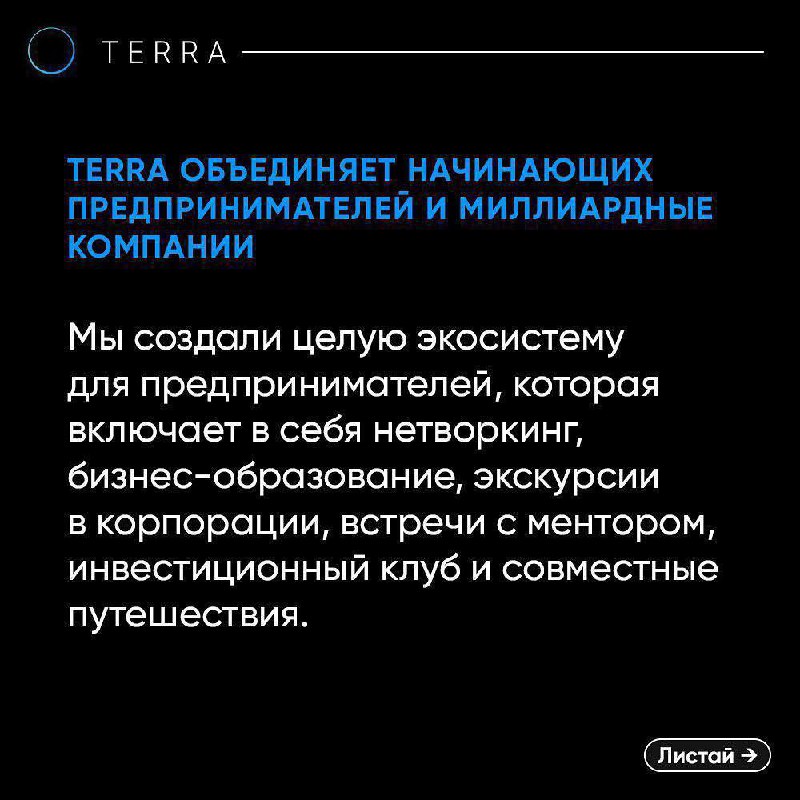 TERRA
TERRA ОБЪЕДИНЯЕТ НАЧИНАЮЩИХ
ПРЕДПРИНИМАТЕЛЕЙ И МИЛЛИАРДНЫЕ
КОМПАНИИ
Мы создали целую экосистему
для предпринимателей, которая
включает в себя нетворкинг,
бизнес-образование, экскурсии
в корпорации, встречи с ментором,
инвестиционный клуб и совместные
путешествия.
Листай →